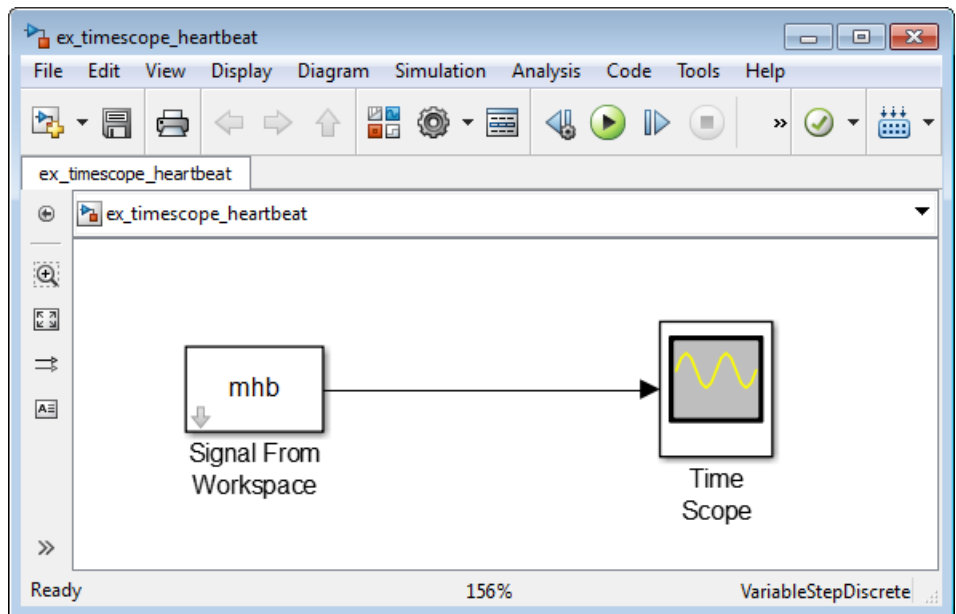 ex_timescope_heartbeat
File Edit View Display Diagram Simulation Analysis Code Tools Help
»
ex_timescope_heartbeat
ex_timescope_heartbeat
A
mhb
Signal From
Workspace
Time
Scope
»
Ready 156% VariableStepDiscrete